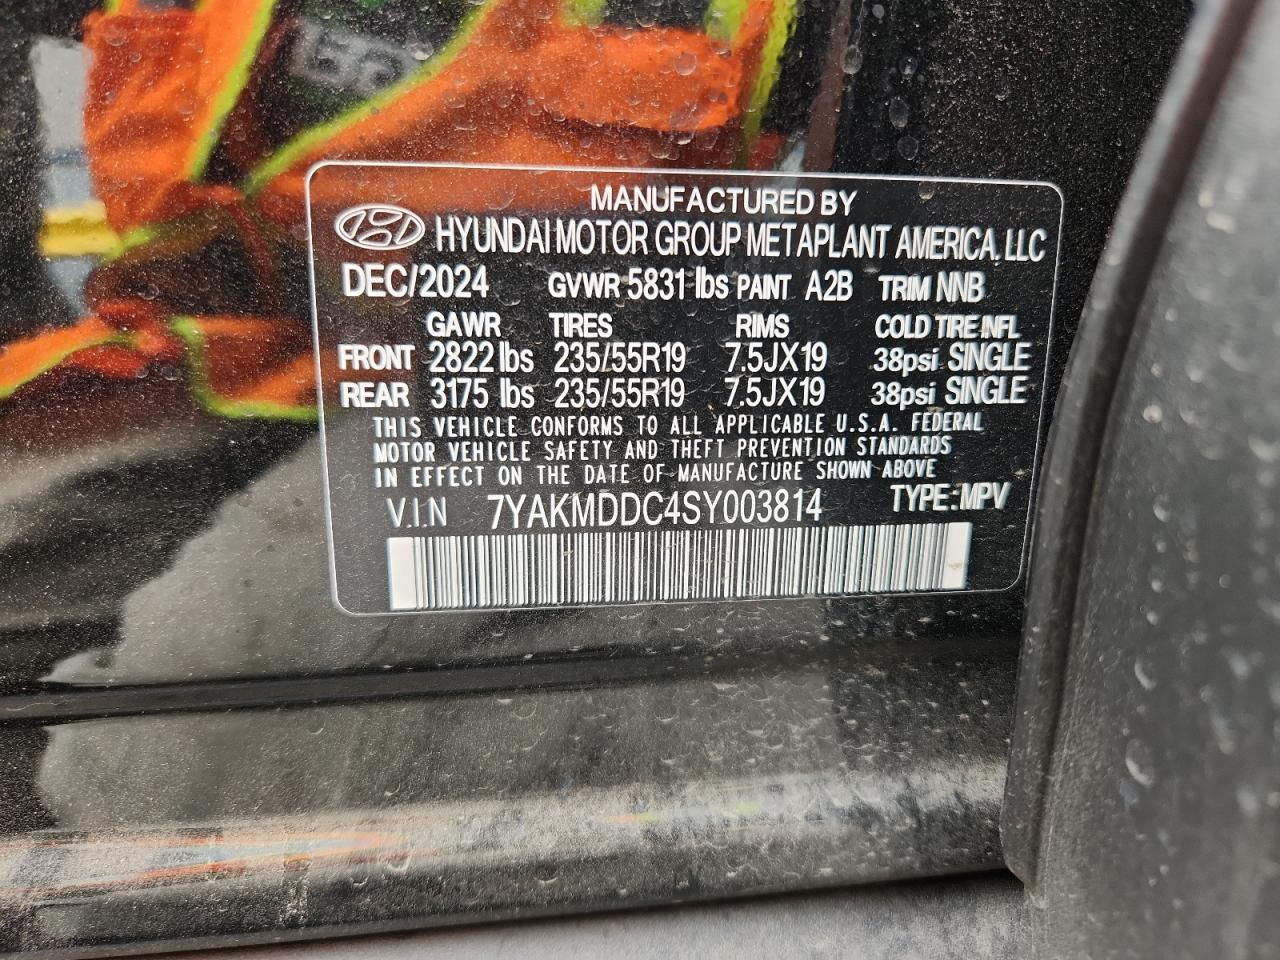 MANUFACTURED BY
HYUNDAI MOTOR GROUP METAPLANT AMERICA, LLC
DEC/2024 GVWR 5831 lbs PAINT A2B TRIM NNB
GAWR TIRES RIMS COLD TIRE INFL
FRONT 2822 lbs 235/55R19 7.5JX19 38psi SINGLE
REAR 3175 lbs 235/55R19 7.5JX19 38psi SINGLE
THIS VEHICLE CONFORMS TO ALL APPLICABLE U.S.A. FEDERAL
MOTOR VEHICLE SAFETY AND THEFT PREVENTION STANDARDS
IN EFFECT ON THE DATE OF MANUFACTURE SHOWN ABOVE
V.I.N 7YAKMDDC4SY003814 TYPE:MPV